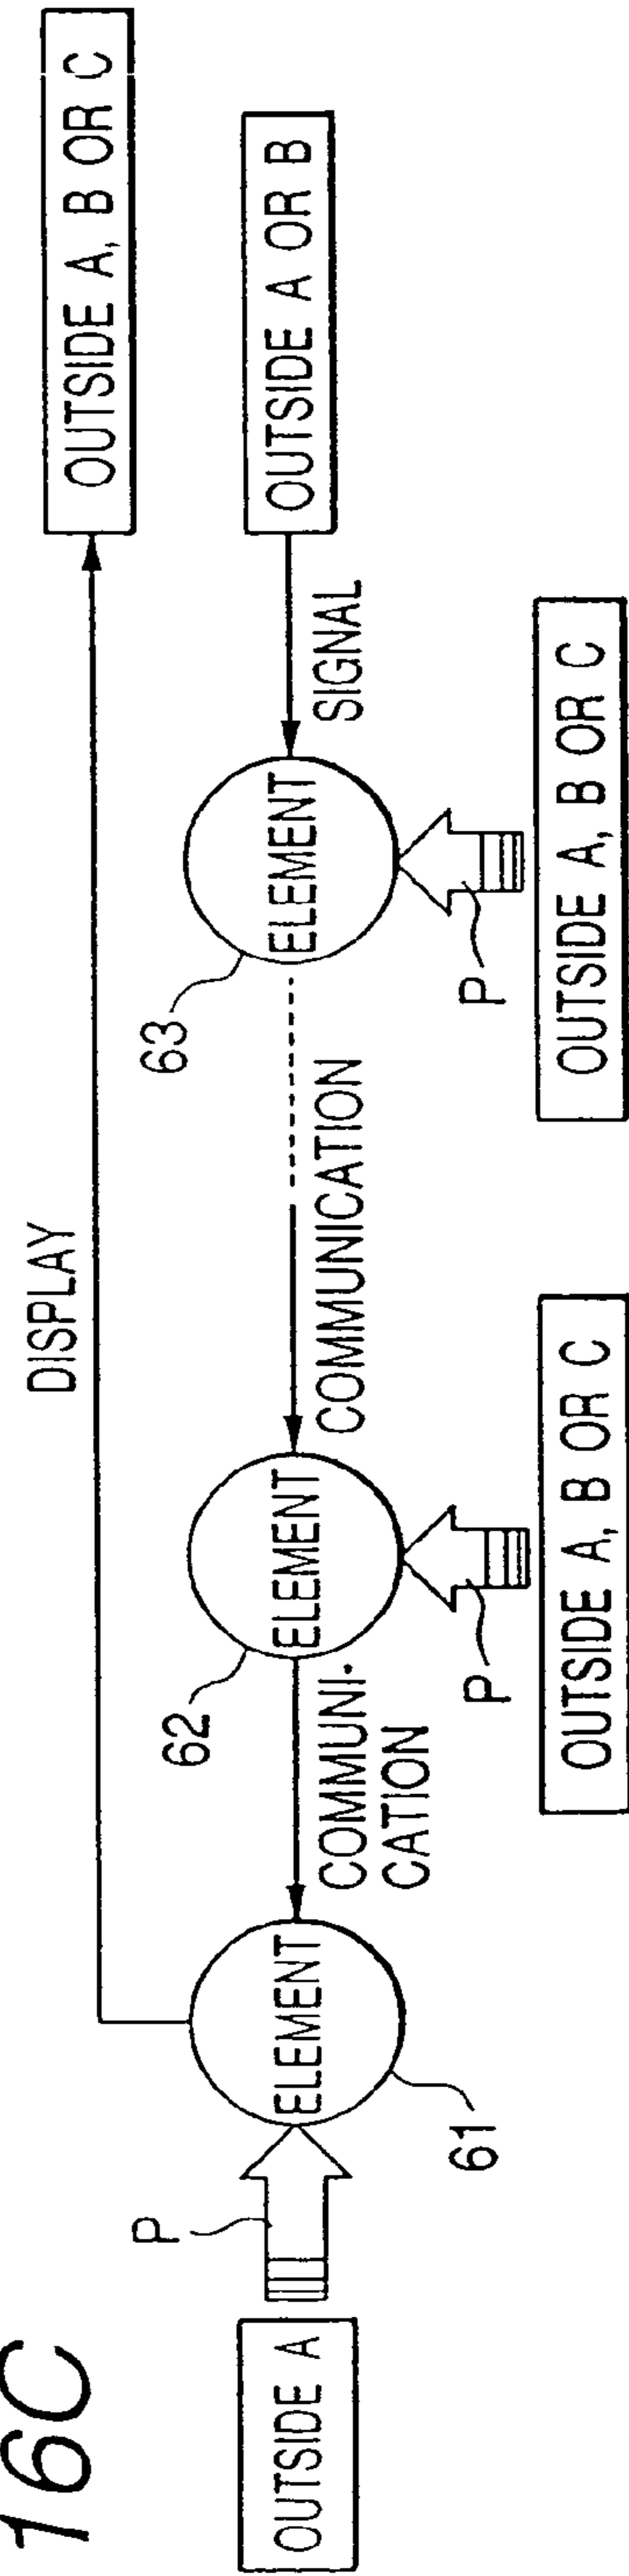 16C
DISPLAY
OUTSIDE A, B OR C
OUTSIDE A
P
ELEMENT
61
COMMUNI-
CATION
ELEMENT
62
COMMUNICATION
ELEMENT
63
SIGNAL
OUTSIDE A OR B
P
OUTSIDE A, B OR C
P
OUTSIDE A, B OR C